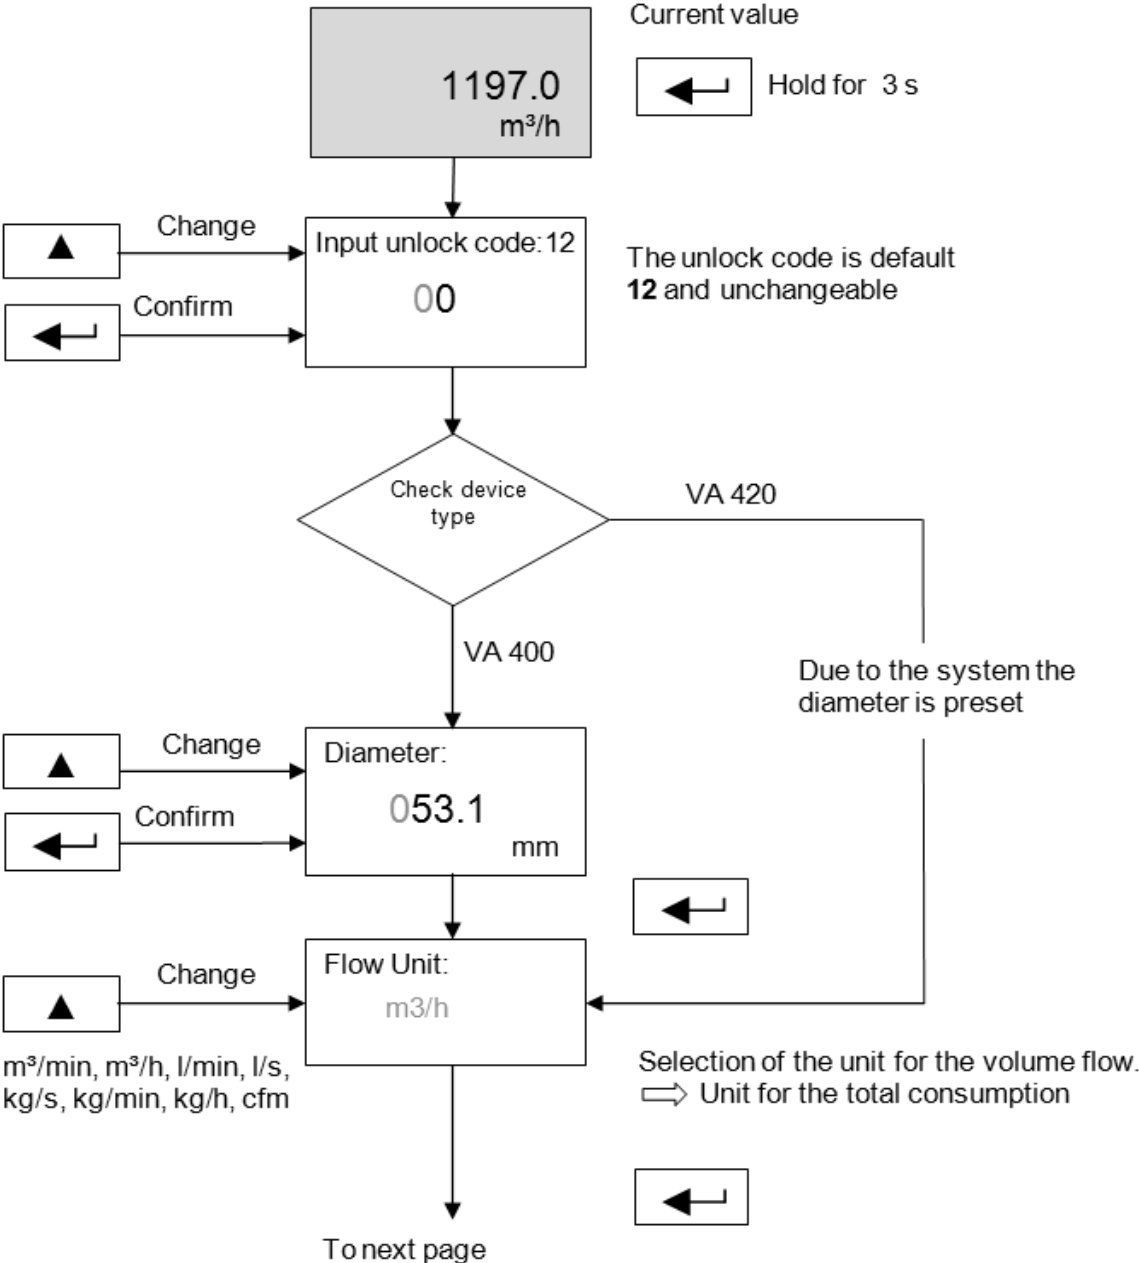 Current value
1197.0
m³/h
Hold for 3 s
Change
Input unlock code:12
00
Confirm
The unlock code is default
12 and unchangeable
Check device
type
VA 420
VA 400
Due to the system the
diameter is preset
Change
Diameter:
053.1
mm
Confirm
Change
Flow Unit:
m3/h
m³/min, m³/h, l/min, l/s,
kg/s, kg/min, kg/h, cfm
Selection of the unit for the volume flow.
⇨ Unit for the total consumption
To next page